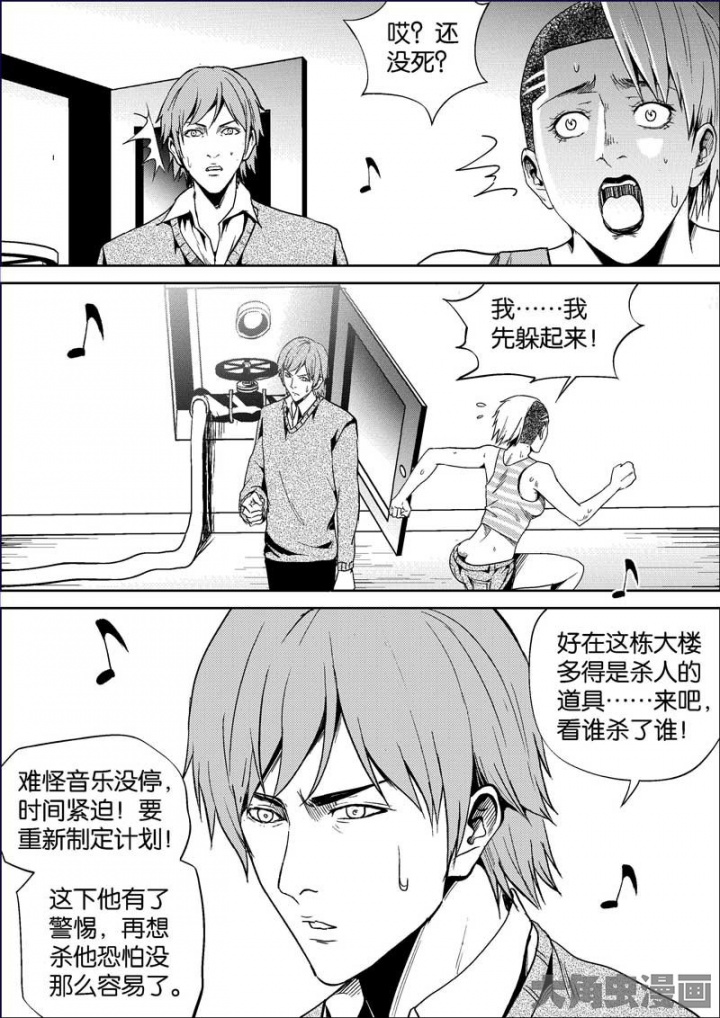 哎？还
没死？
我……我
先躲起来！
好在这栋大楼
多得是杀人的
道具……来吧，
看谁杀了谁！
难怪音乐没停，
时间紧迫！要
重新制定计划！
这下他有了
警惕，再想
杀他恐怕没
那么容易了。
大角虫漫画